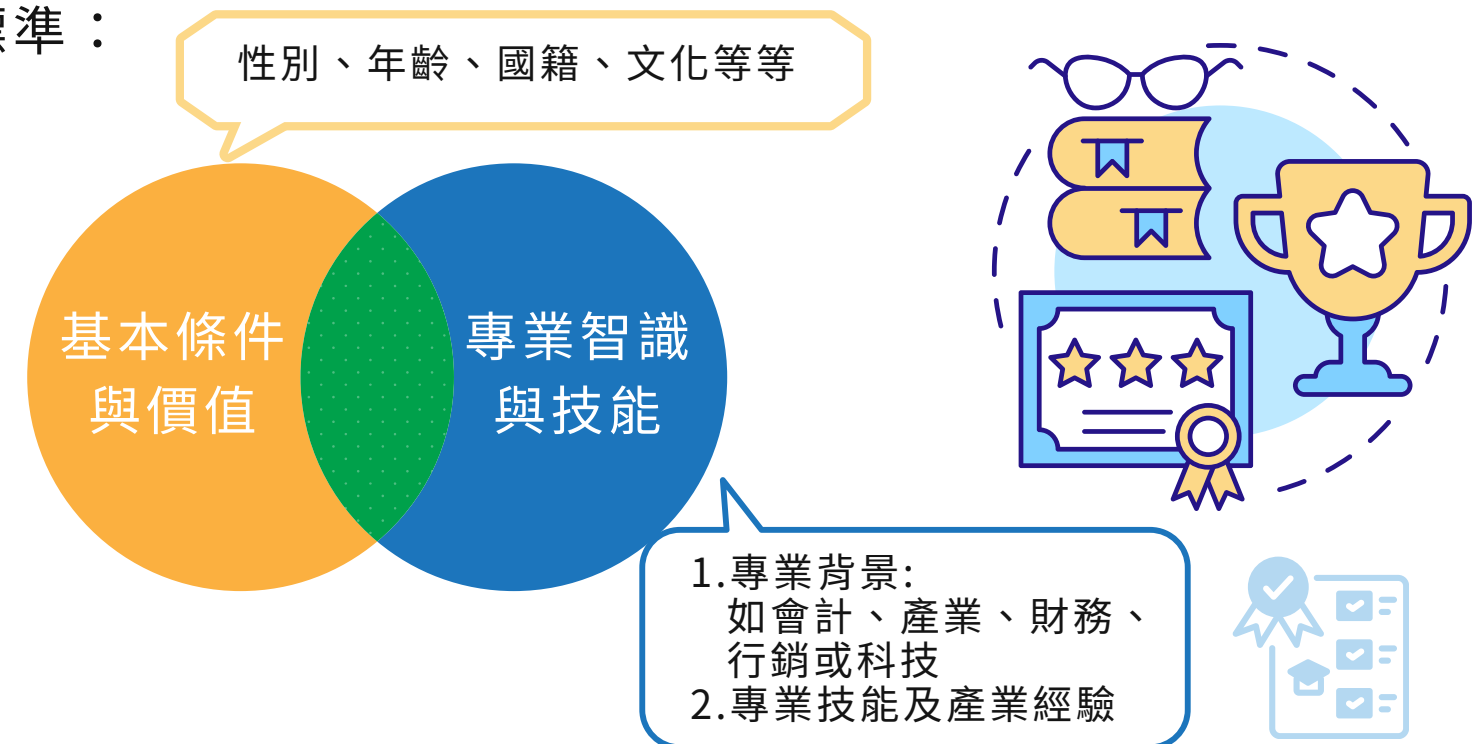 標準：
性別、年齡、國籍、文化等等
基本條件
與價值
專業智識
與技能
1.專業背景:
如會計、產業、財務、
行銷或科技
2.專業技能及產業經驗